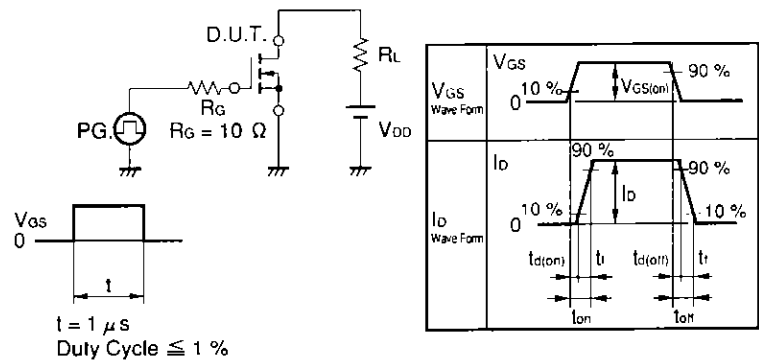 D.U.T.
RL
RG
PG.
RG = 10 Ω
VDD
VGS
0
t
t = 1 μs
Duty Cycle ≦ 1 %
VGS
Wave Form
VGS
10 %
0
VGS(on)
90 %
ID
Wave Form
ID
90 %
90 %
10 %
0
ID
10 %
td(on)
tr
td(off)
tf
ton
toff